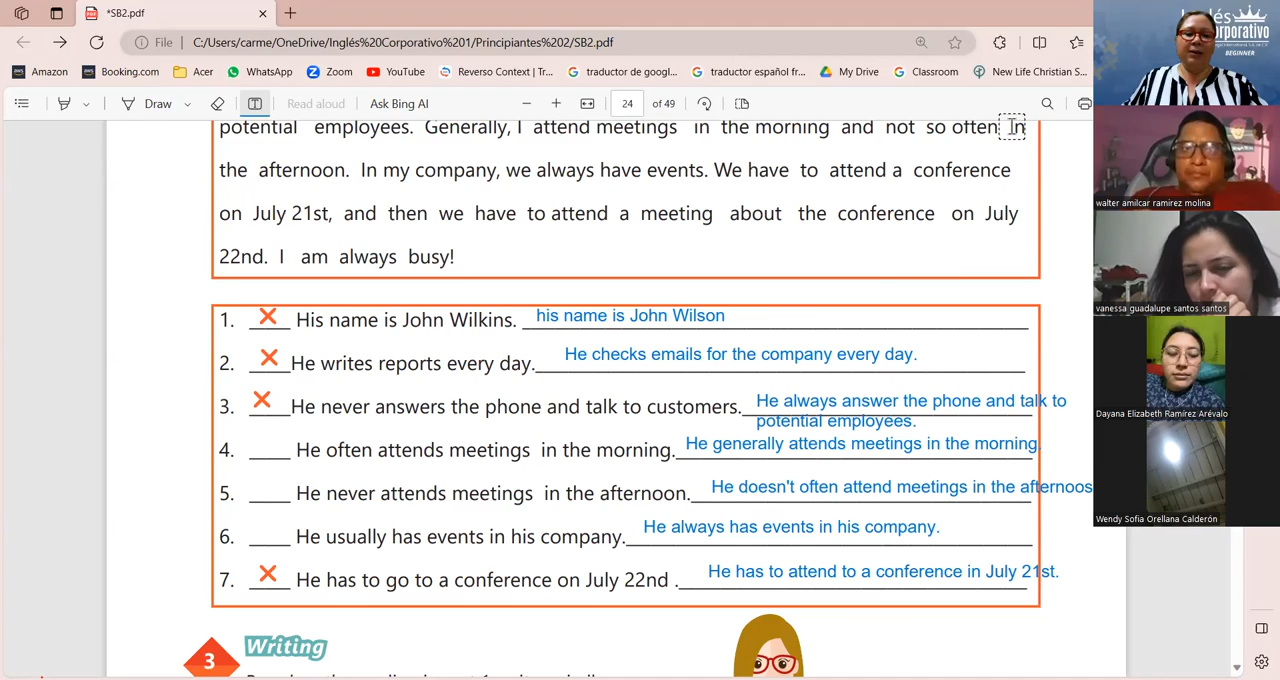 *SB2.pdf
File C:/Users/carme/OneDrive/Inglés%20Corporativo%201/Principiantes%202/SB2.pdf
Amazon Booking.com Acer WhatsApp Zoom YouTube Reverso Context | Tr... traductor de googl... traductor español fr... My Drive Classroom New Life Christian S...
Draw Read aloud Ask Bing AI 24 of 49
potential employees. Generally, I attend meetings in the morning and not so often in
the afternoon. In my company, we always have events. We have to attend a conference
on July 21st, and then we have to attend a meeting about the conference on July
22nd. I am always busy!
1. ____ His name is John Wilkins. his name is John Wilson
2. ____He writes reports every day. He checks emails for the company every day.
3. ____He never answers the phone and talk to customers. He always answer the phone and talk to
potential employees.
4. ____ He often attends meetings in the morning. He generally attends meetings in the morning.
5. ____ He never attends meetings in the afternoon. He doesn't often attend meetings in the afternoos
6. ____ He usually has events in his company. He always has events in his company.
7. ____ He has to go to a conference on July 22nd . He has to attend to a conference in July 21st.
3 Writing
Inglés
Corporativo
BEGINNER
walter amilcar ramirez molina
vanessa guadalupe santos santos
Dayana Elizabeth Ramírez Arévalo
Wendy Sofia Orellana Calderón